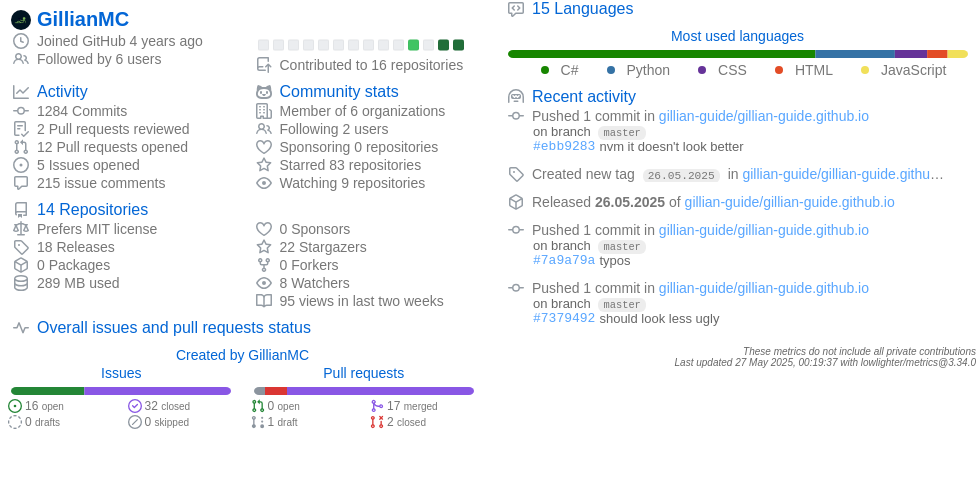 GillianMC
Joined GitHub 4 years ago
Followed by 6 users
Contributed to 16 repositories
Activity
1284 Commits
2 Pull requests reviewed
12 Pull requests opened
5 Issues opened
215 issue comments
Community stats
Member of 6 organizations
Following 2 users
Sponsoring 0 repositories
Starred 83 repositories
Watching 9 repositories
14 Repositories
Prefers MIT license
18 Releases
0 Packages
289 MB used
0 Sponsors
22 Stargazers
0 Forkers
8 Watchers
95 views in last two weeks
Overall issues and pull requests status
Created by GillianMC
Issues
16 open
32 closed
0 drafts
0 skipped
Pull requests
0 open
17 merged
1 draft
2 closed
15 Languages
Most used languages
C# Python CSS HTML JavaScript
Recent activity
Pushed 1 commit in gillian-guide/gillian-guide.github.io
on branch master
#ebb9283 nvm it doesn't look better
Created new tag 26.05.2025 in gillian-guide/gillian-guide.githu…
Released 26.05.2025 of gillian-guide/gillian-guide.github.io
Pushed 1 commit in gillian-guide/gillian-guide.github.io
on branch master
#7a9a79a typos
Pushed 1 commit in gillian-guide/gillian-guide.github.io
on branch master
#7379492 should look less ugly
These metrics do not include all private contributions
Last updated 27 May 2025, 00:19:37 with lowlighter/metrics@3.34.0